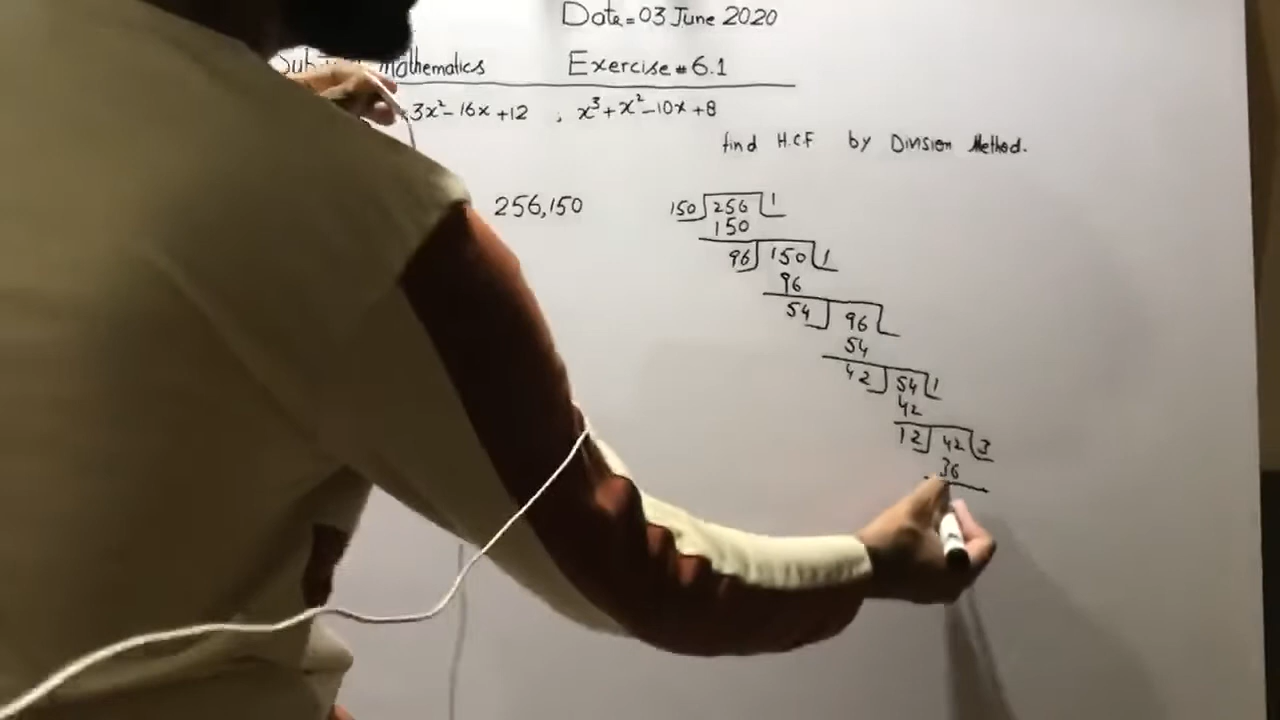 Date = 03 June 2020
Mathematics Exercise # 6.1
3x² - 16x + 12 , x³ + x² - 10x + 8
find H.C.F by Division Method.
256,150
150 256 1
150
96 150 1
96
54 96
54
42 54 1
42
12 42 3
36